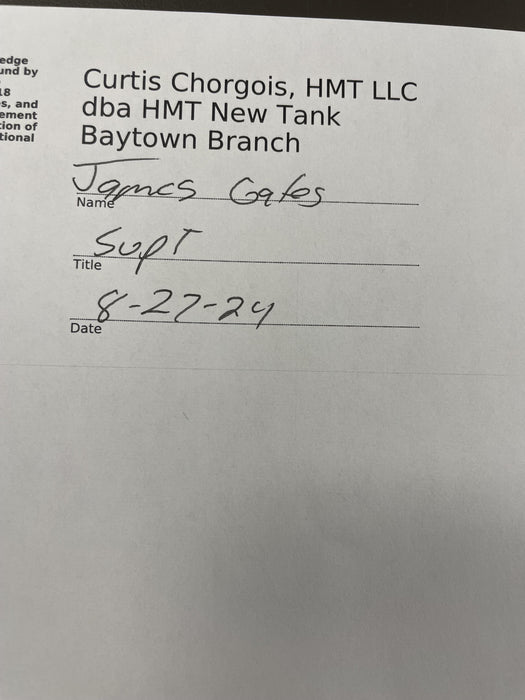 edge
und by
18
s, and
ement
tion of
tional
Curtis Chorgois, HMT LLC
dba HMT New Tank
Baytown Branch
James Gates
Name
Supt
Title
8-27-24
Date